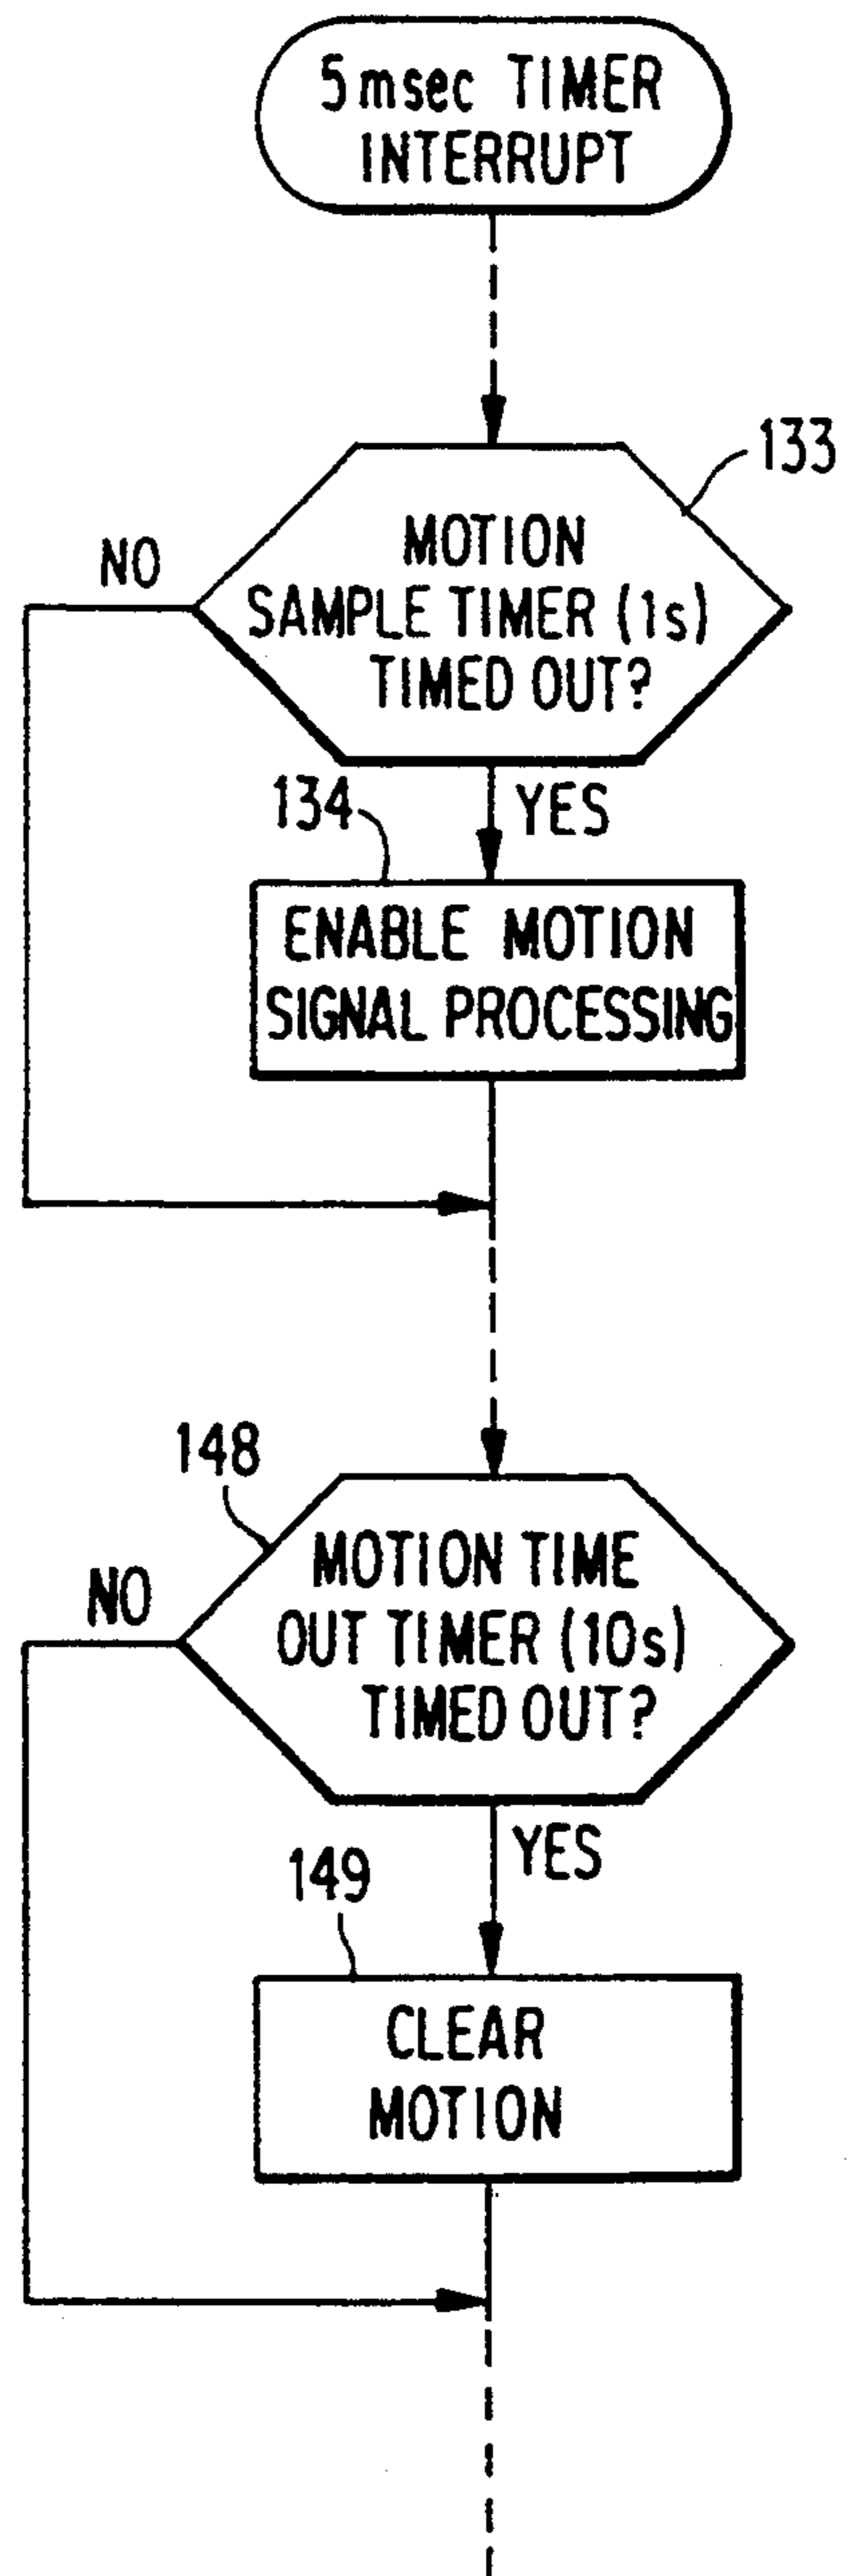 5msec TIMER
INTERRUPT
133
NO
MOTION
SAMPLE TIMER (1s)
TIMED OUT?
134
YES
ENABLE MOTION
SIGNAL PROCESSING
148
NO
MOTION TIME
OUT TIMER (10s)
TIMED OUT?
YES
149
CLEAR
MOTION